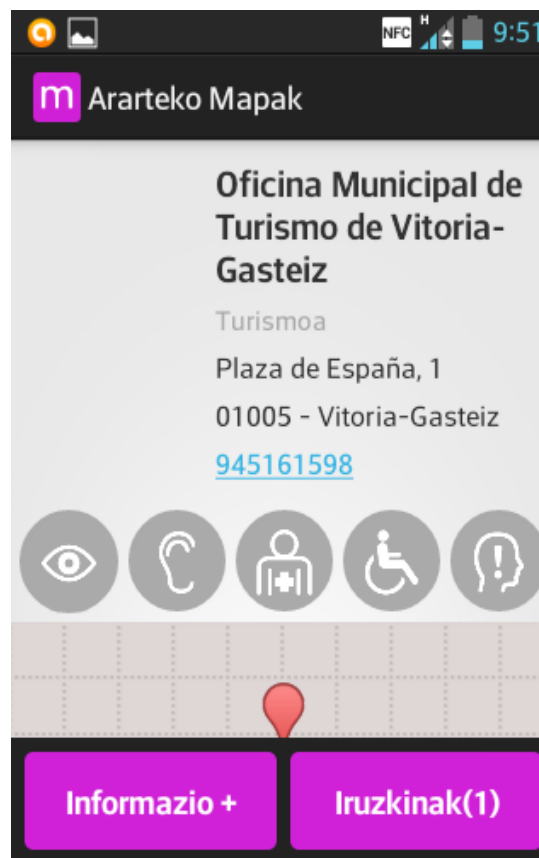 NFC H 9:51
m Ararteko Mapak
Oficina Municipal de
Turismo de Vitoria-
Gasteiz
Turismoa
Plaza de España, 1
01005 - Vitoria-Gasteiz
945161598
Informazio + Iruzkinak(1)